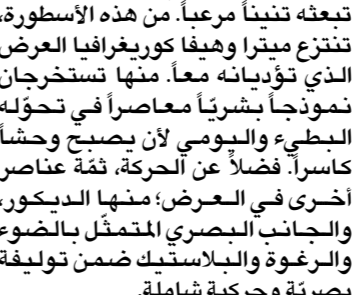 تبعثه تنيناً مرعباً. من هذه الأسطورة،
تنتزع ميترا وهيفا كوريغرافيا العرض
الذي تؤديانه معاً. منها تستخرجان
نموذجاً بشريّاً معاصراً في تحوّله
البطيء واليومي لأن يصبح وحشاً
كاسراً. فضلاً عن الحركة، ثمّة عناصر
أخرى في العرض؛ منها الديكور،
والجانب البصري المتمثّل بالضوء
والرغوة والبلاستيك ضمن توليفة
بصريّة وحركية شاملة.